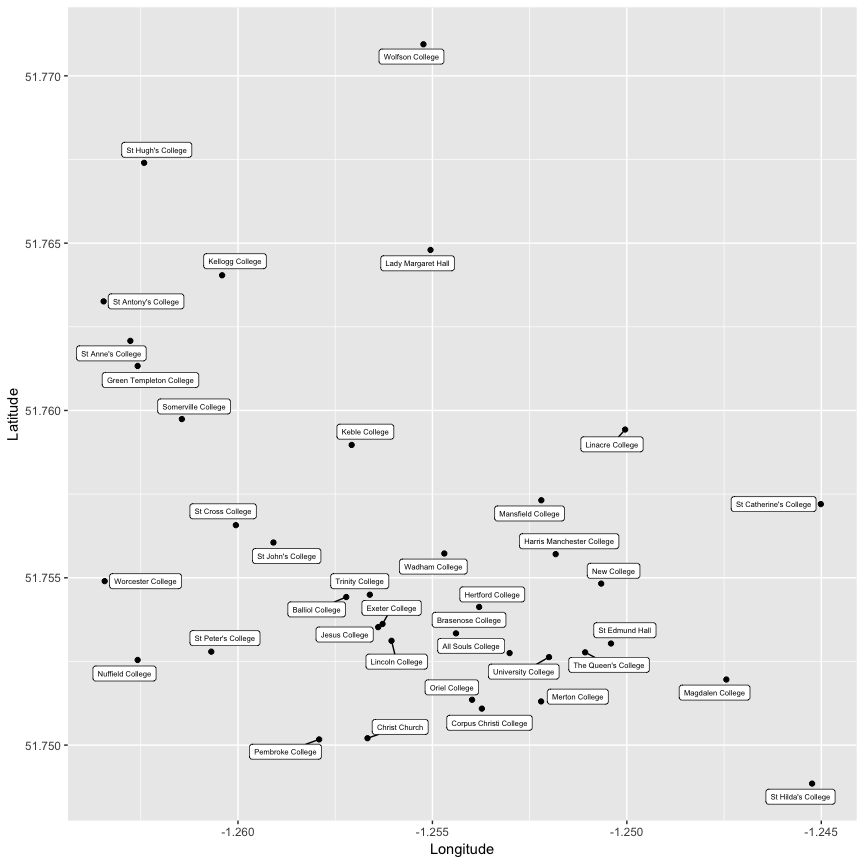 Wolfson College
51.770
St Hugh's College
51.765
Kellogg College
Lady Margaret Hall
St Antony's College
St Anne's College
Green Templeton College
Somerville College
51.760
Keble College
Linacre College
St Cross College
Mansfield College
St Catherine's College
St John's College
Harris Manchester College
Wadham College
New College
51.755
Worcester College
Trinity College
Balliol College
Exeter College
Hertford College
Jesus College
Brasenose College
St Edmund Hall
St Peter's College
All Souls College
Lincoln College
The Queen's College
University College
Nuffield College
Oriel College
Merton College
Magdalen College
Christ Church
Corpus Christi College
51.750
Pembroke College
St Hilda's College
Latitude
-1.260
-1.255
-1.250
-1.245
Longitude